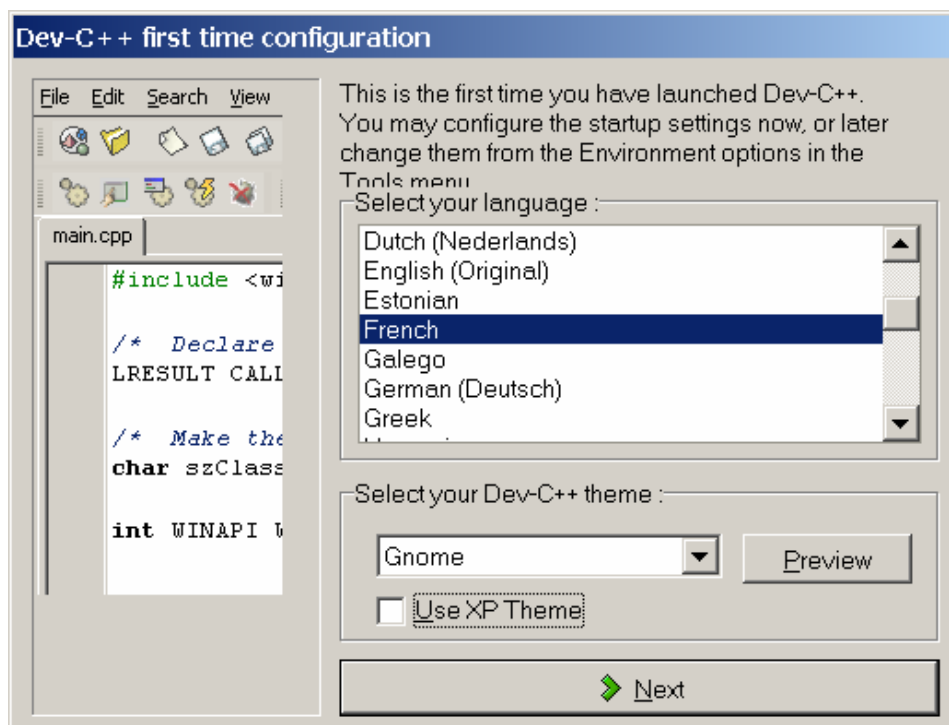 Dev-C++ first time configuration
File Edit Search View
main.cpp
#include <wi
/* Declare
LRESULT CALL
/* Make the
char szClass
int WINAPI W
This is the first time you have launched Dev-C++.
You may configure the startup settings now, or later
change them from the Environment options in the
Tools menu
Select your language :
Dutch (Nederlands)
English (Original)
Estonian
French
Galego
German (Deutsch)
Greek
Select your Dev-C++ theme :
Gnome
Preview
Use XP Theme
Next